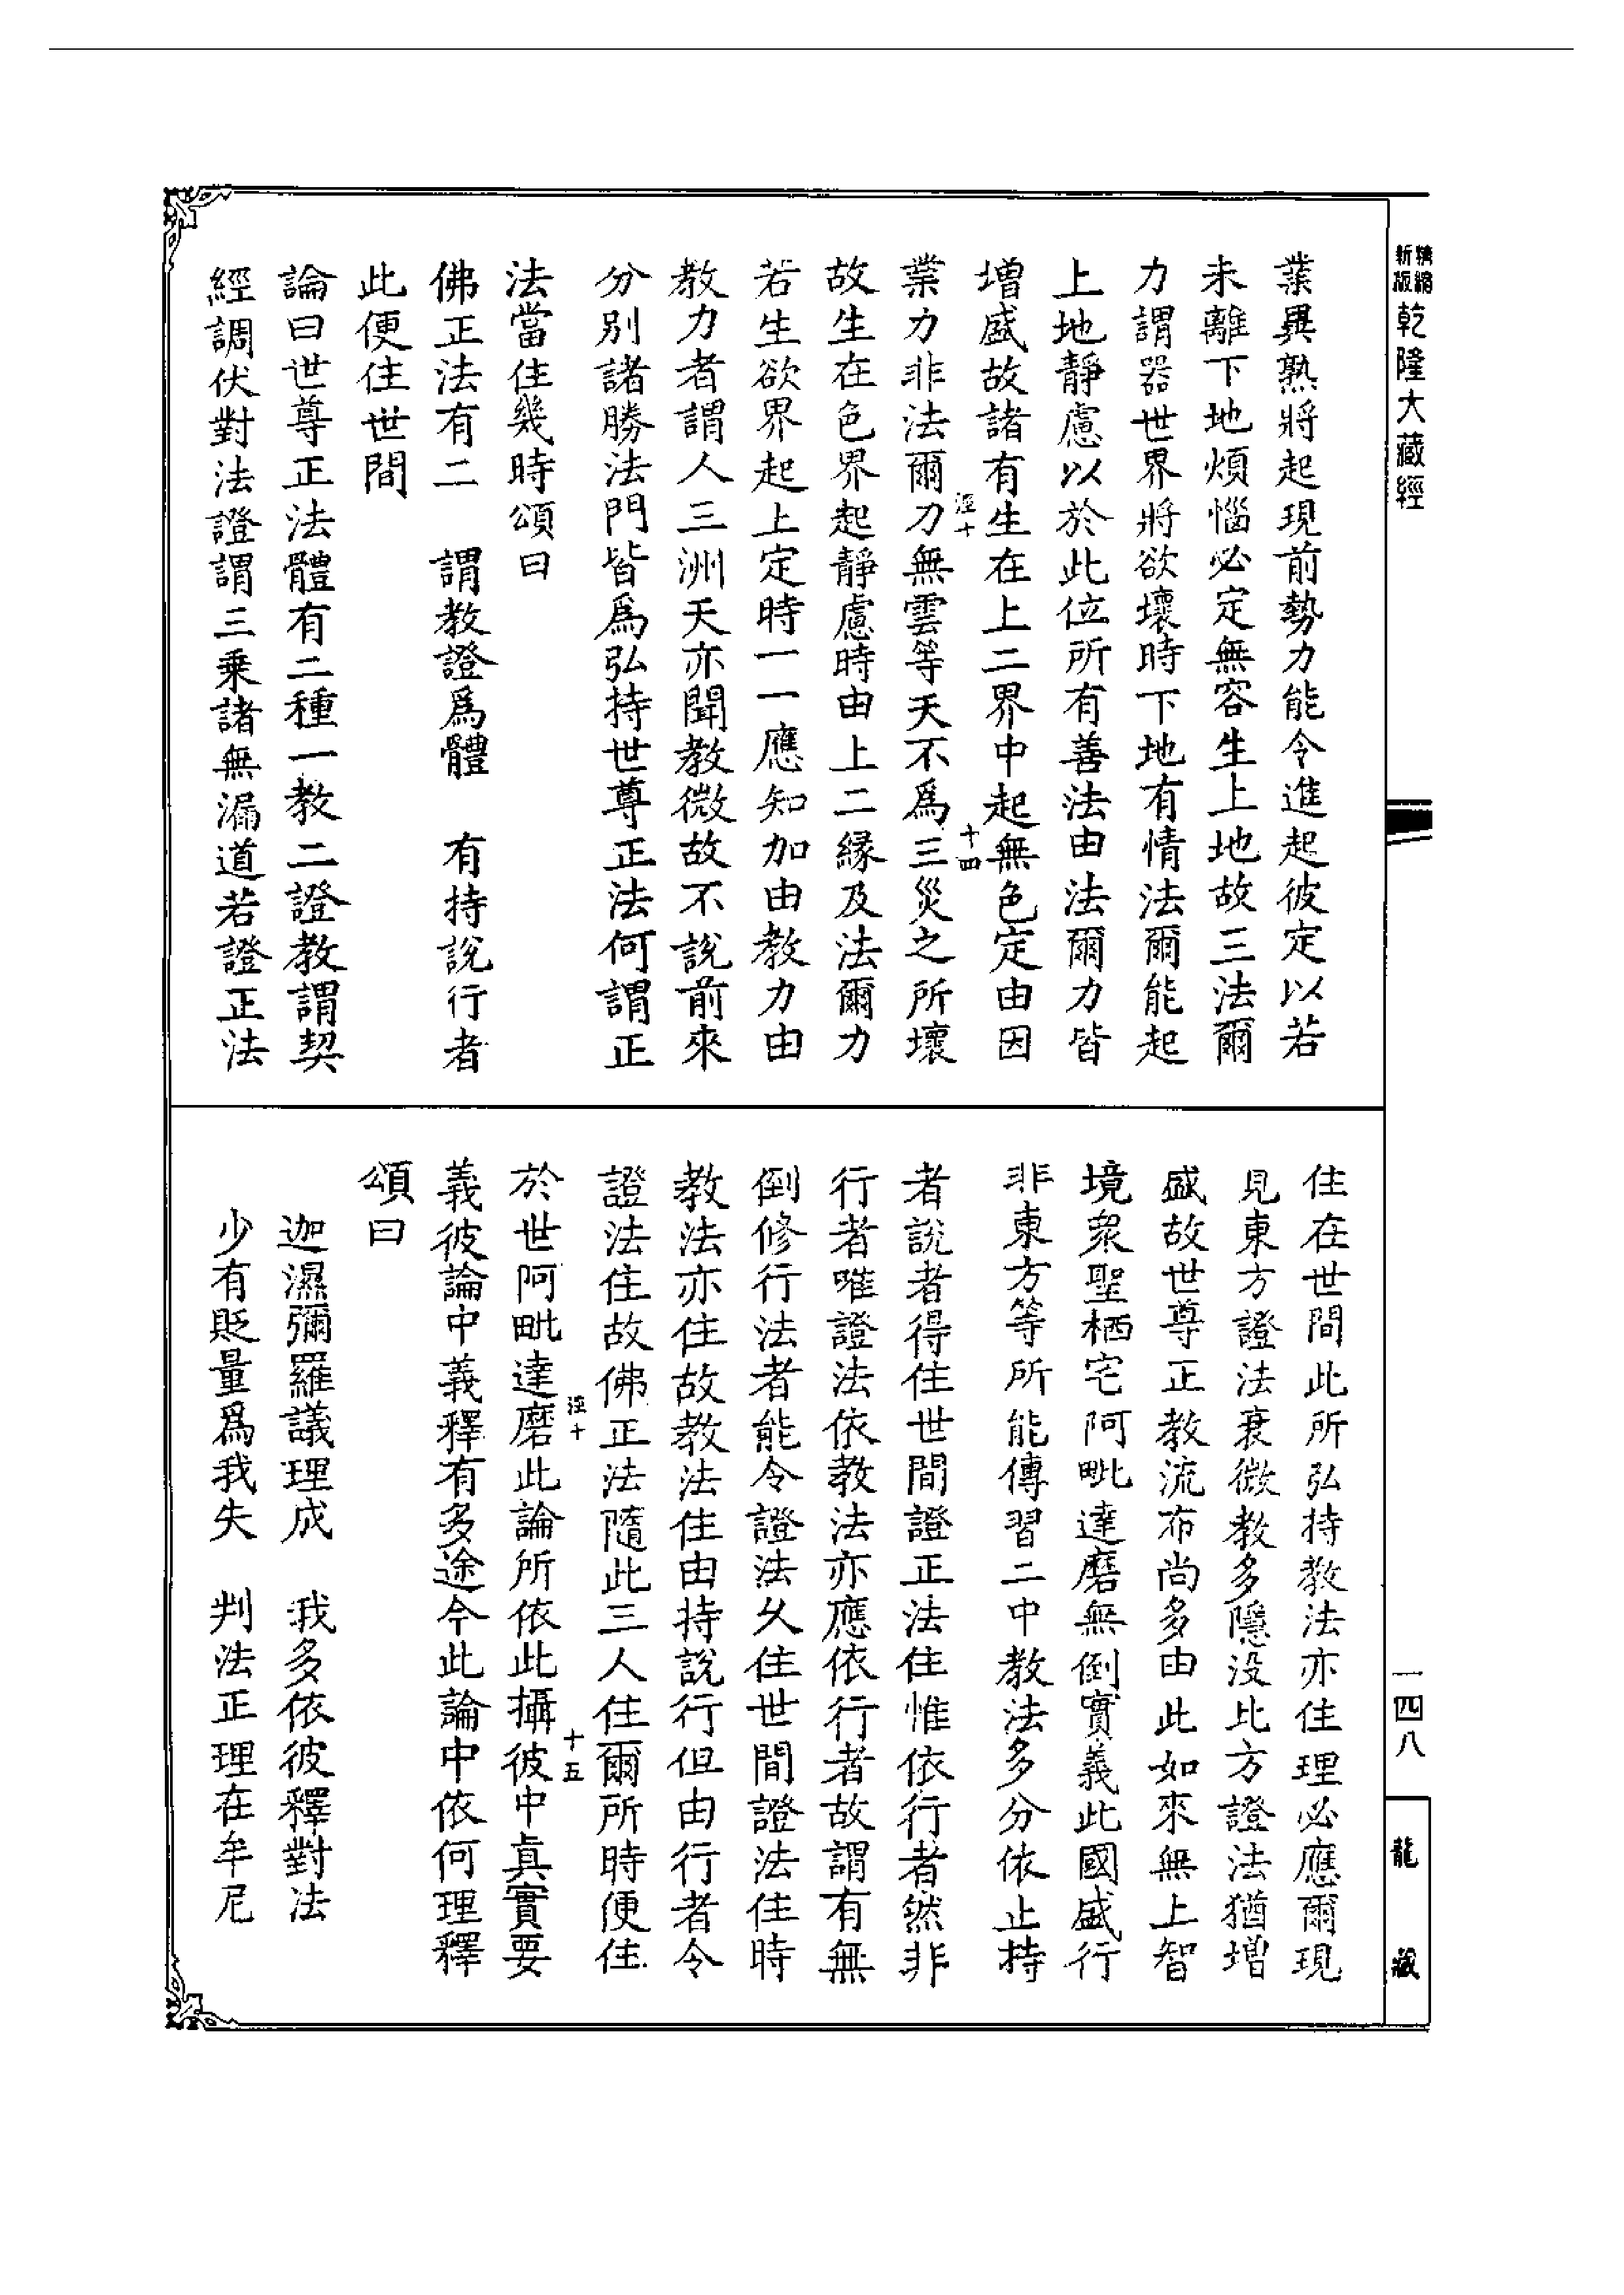 精縮
新版
乾隆大藏經
業異熟將起現前勢力能令進起彼定以若
未離下地煩惱必定無容生上地故三法爾
力謂器世界將欲壞時下地有情法爾能起
上地靜慮以於此位所有善法由法爾力皆
增盛故諸有生在上二界中起無色定由因
涇十
十四
業力非法爾力無雲等天不為三災之所壞
故生在色界起靜慮時由上二緣及法爾力
若生欲界起上定時一一應知加由教力由
教力者謂人三洲天亦聞教微故不說前來
分別諸勝法門皆為弘持世尊正法何謂正
法當住幾時頌曰
佛正法有二 謂教證為體 有持說行者
此便住世間
論曰世尊正法體有二種一教二證教謂契
經調伏對法證謂三乘諸無漏道若證正法
住在世間此所弘持教法亦住理必應爾現
見東方證法衰微教多隱沒北方證法猶增
盛故世尊正教流布尚多由此如來無上智
境眾聖栖宅阿毗達磨無倒實義此國盛行
非東方等所能傳習二中教法多分依止持
者說者得住世間證正法住惟依行者然非
行者唯證法依教法亦應依行者故謂有無
倒修行法者能令證法久住世間證法住時
教法亦住故教法住由持說行但由行者令
證法住故佛正法隨此三人住爾所時便住
涇十
十五
於世阿毗達磨此論所依此攝彼中真實要
義彼論中義釋有多途今此論中依何理釋
頌曰
迦濕彌羅議理成 我多依彼釋對法
少有貶量為我失 判法正理在牟尼
一四八
龍藏